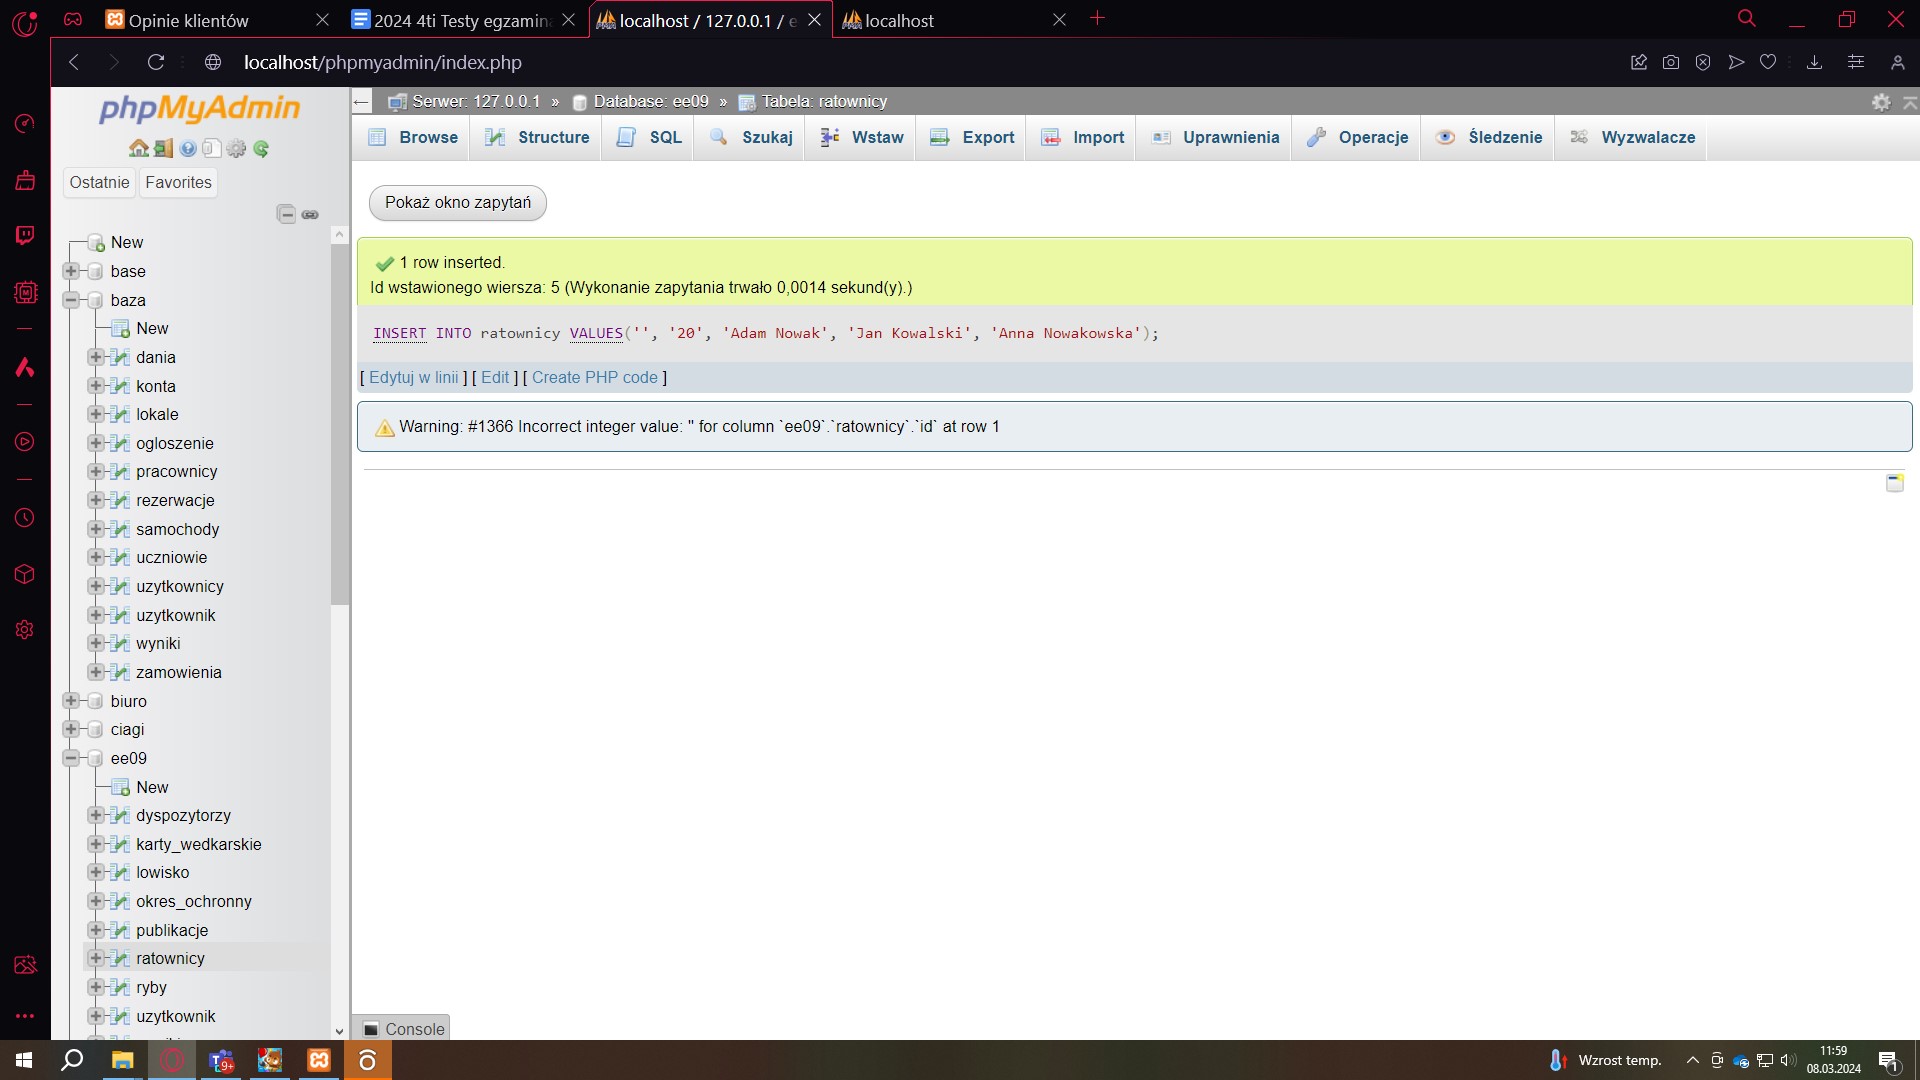 Opinie klientów
2024 4ti Testy egzamina
localhost / 127.0.0.1 / e
localhost
localhost/phpmyadmin/index.php
phpMyAdmin
Ostatnie
Favorites
New
base
baza
New
dania
konta
lokale
ogloszenie
pracownicy
rezerwacje
samochody
uczniowie
uzytkownicy
uzytkownik
wyniki
zamowienia
biuro
ciagi
ee09
New
dyspozytorzy
karty_wedkarskie
lowisko
okres_ochronny
publikacje
ratownicy
ryby
uzytkownik
Serwer: 127.0.0.1 » Database: ee09 » Tabela: ratownicy
Browse Structure SQL Szukaj Wstaw Export Import Uprawnienia Operacje Śledzenie Wyzwalacze
Pokaż okno zapytań
1 row inserted.
Id wstawionego wiersza: 5 (Wykonanie zapytania trwało 0,0014 sekund(y).)
INSERT INTO ratownicy VALUES('', '20', 'Adam Nowak', 'Jan Kowalski', 'Anna Nowakowska');
[ Edytuj w linii ] [ Edit ] [ Create PHP code ]
Warning: #1366 Incorrect integer value: '' for column `ee09`.`ratownicy`.`id` at row 1
Console
9+
Wzrost temp.
11:59
08.03.2024
1